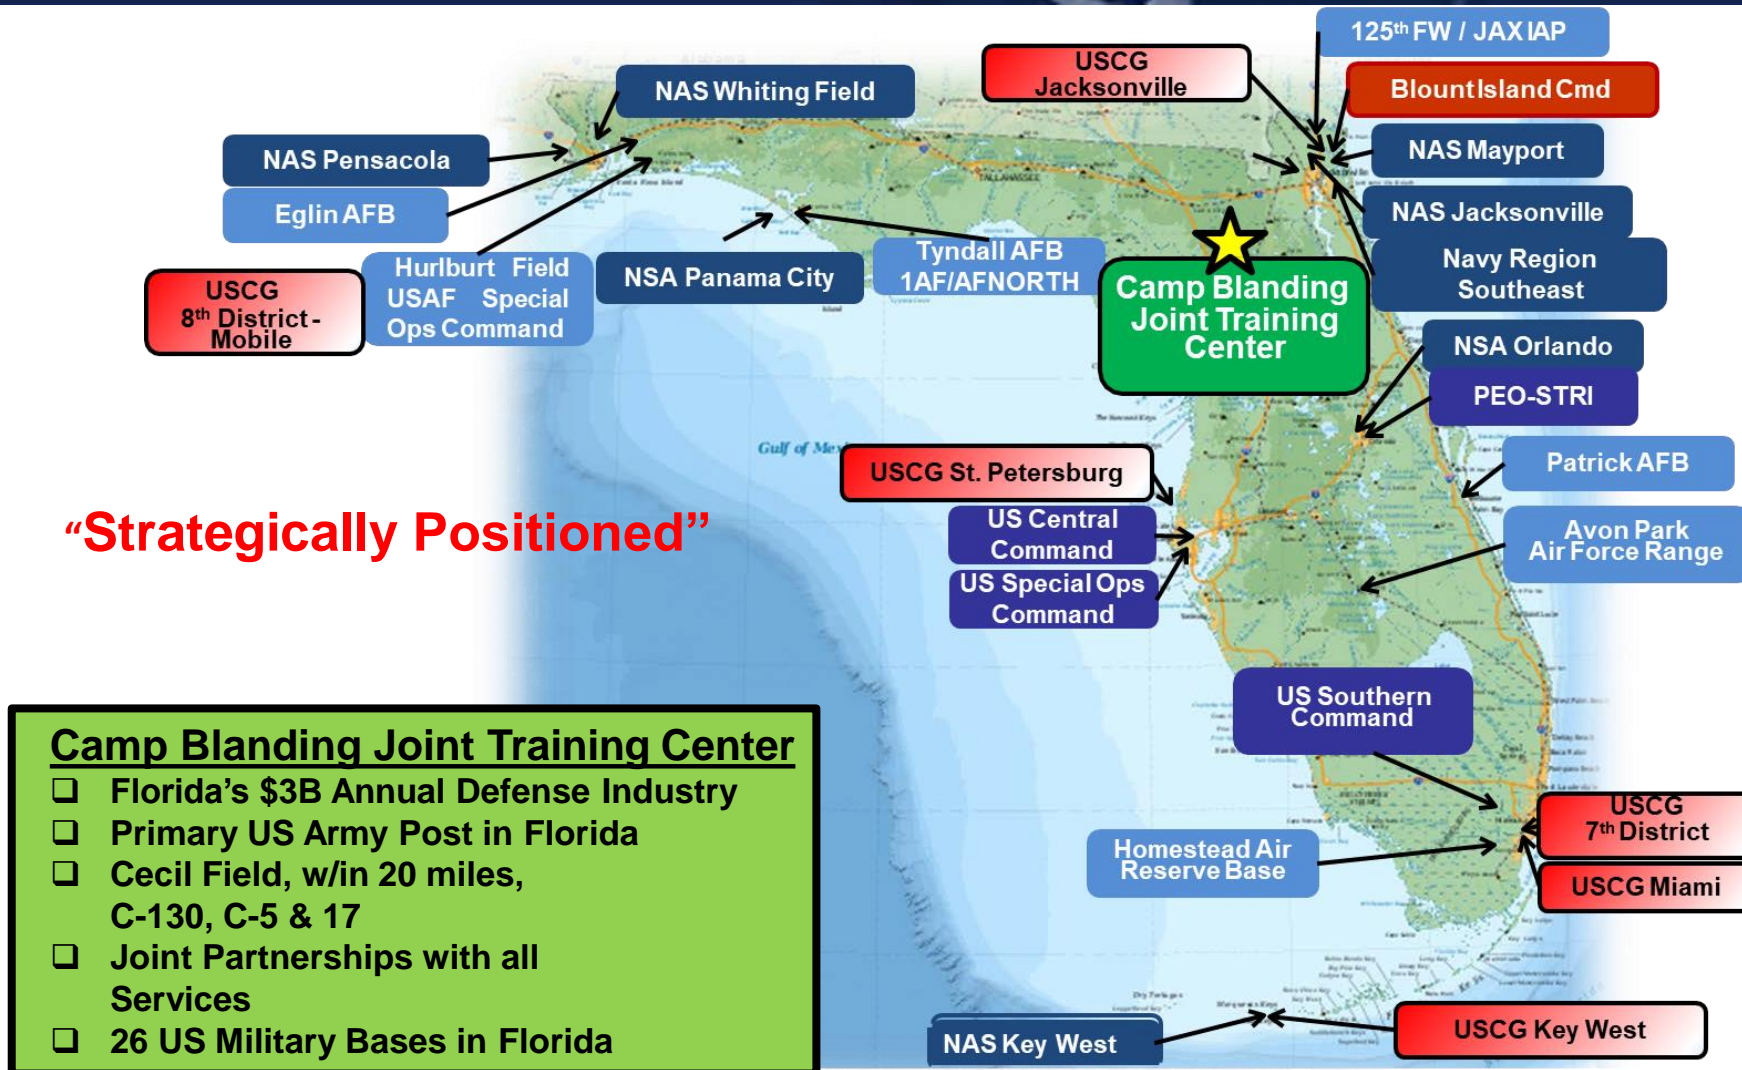 125th FW / JAX IAP
USCG
Jacksonville
Blount Island Cmd
NAS Whiting Field
NAS Mayport
NAS Pensacola
Eglin AFB
NAS Jacksonville
TALLAHASSEE
Hurlburt Field
USAF Special
Ops Command
NSA Panama City
Tyndall AFB
1AF/AFNORTH
Navy Region
Southeast
USCG
8th District -
Mobile
Camp Blanding
Joint Training
Center
NSA Orlando
PEO-STRI
Gulf of Mex
USCG St. Petersburg
Patrick AFB
US Central
Command
Avon Park
Air Force Range
“Strategically Positioned”
US Special Ops
Command
US Southern
Command
Camp Blanding Joint Training Center
❑ Florida’s $3B Annual Defense Industry
❑ Primary US Army Post in Florida
❑ Cecil Field, w/in 20 miles,
C-130, C-5 & 17
❑ Joint Partnerships with all
Services
❑ 26 US Military Bases in Florida
USCG
7th District
Homestead Air
Reserve Base
USCG Miami
Dry Tortugas
Marquesas Keys
NAS Key West
USCG Key West